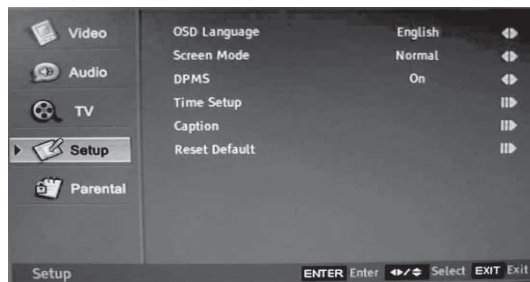 Video
Audio
TV
Setup
Parental
OSD Language English
Screen Mode Normal
DPMS On
Time Setup
Caption
Reset Default
Setup ENTER Enter / Select EXIT Exit